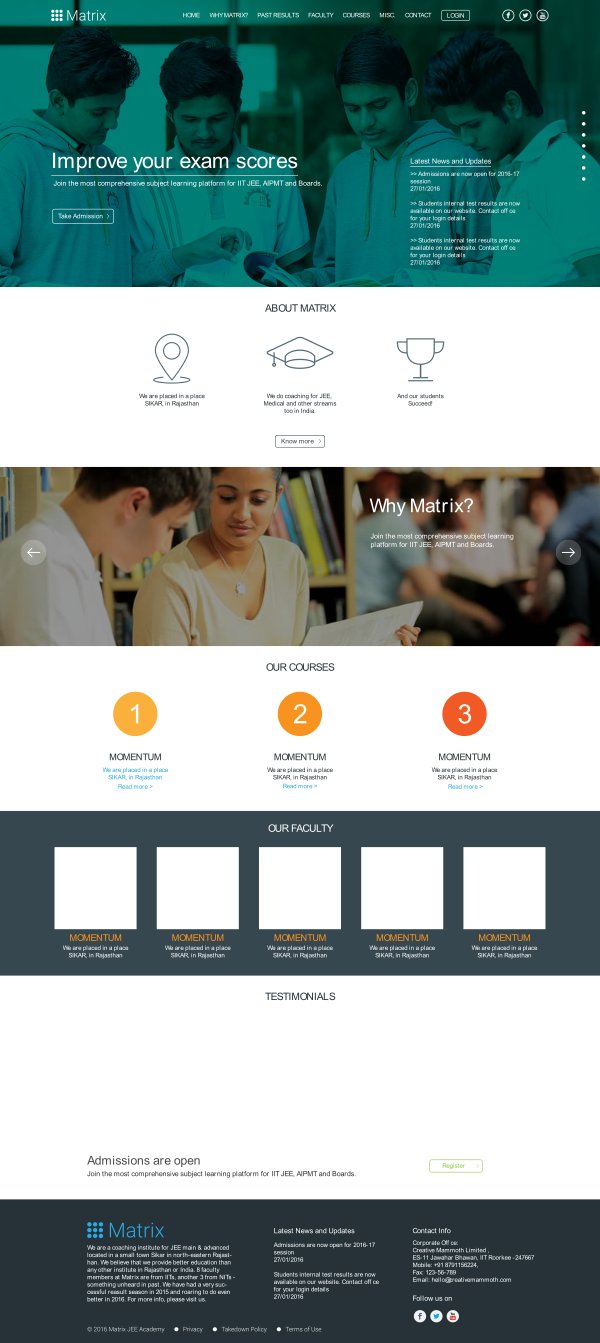 Matrix
HOME WHY MATRIX? PAST RESULTS FACULTY COURSES MISC. CONTACT LOGIN
Improve your exam scores
Join the most comprehensive subject learning platform for IIT JEE, AIPMT and Boards.
Take Admission
Latest News and Updates
>> Admissions are now open for 2016-17
session
27/01/2016
>> Students internal test results are now
available on our website. Contact off ce
for your login details
27/01/2016
>> Students internal test results are now
available on our website. Contact off ce
for your login details
27/01/2016
ABOUT MATRIX
We are placed in a place
SIKAR, in Rajasthan
We do coaching for JEE,
Medical and other streams
too in India.
And our students
Succeed!
Know more
Why Matrix?
Join the most comprehensive subject learning
platform for IIT JEE, AIPMT and Boards.
OUR COURSES
1
MOMENTUM
We are placed in a place
SIKAR, in Rajasthan
Read more >
2
MOMENTUM
We are placed in a place
SIKAR, in Rajasthan
Read more >
3
MOMENTUM
We are placed in a place
SIKAR, in Rajasthan
Read more >
OUR FACULTY
MOMENTUM
We are placed in a place
SIKAR, in Rajasthan
MOMENTUM
We are placed in a place
SIKAR, in Rajasthan
MOMENTUM
We are placed in a place
SIKAR, in Rajasthan
MOMENTUM
We are placed in a place
SIKAR, in Rajasthan
MOMENTUM
We are placed in a place
SIKAR, in Rajasthan
TESTIMONIALS
Admissions are open
Join the most comprehensive subject learning platform for IIT JEE, AIPMT and Boards.
Register
Matrix
We are a coaching institute for JEE main & advanced
located in a small town Sikar in north-eastern Rajast-
han. We believe that we provide better education than
any other institute in Rajasthan or India. 8 faculty
members at Matrix are from IITs, another 3 from NITs -
something unheard in past. We have had a very suc-
cessful reasult season in 2015 and roaring to do even
better in 2016. For more info, please visit us.
Latest News and Updates
Admissions are now open for 2016-17
session
27/01/2016
Students internal test results are now
available on our website. Contact off ce
for your login details
27/01/2016
Contact Info
Corporate Off ce:
Creative Mammoth Limited ,
ES-11 Jawahar Bhawan, IIT Roorkee -247667
Mobile: +91 8791156224,
Fax: 123-56-789
Email: hello@creativemammoth.com
Follow us on
© 2016 Matrix JEE Academy Privacy Takedown Policy Terms of Use